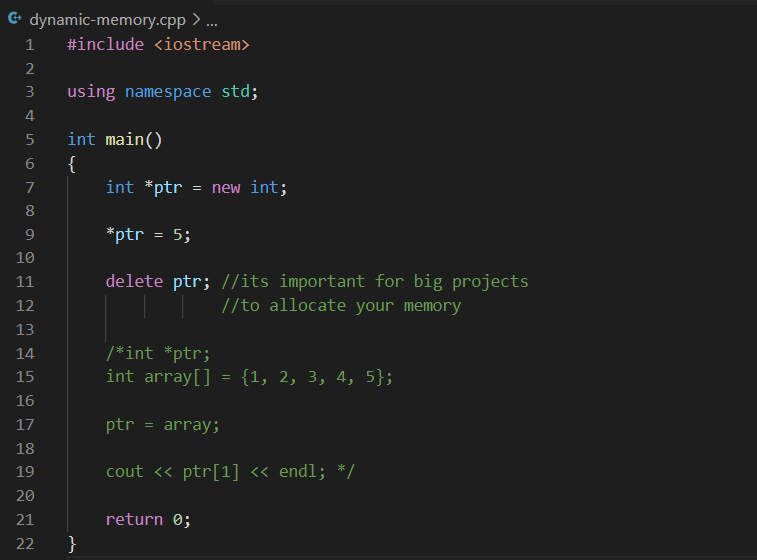 dynamic-memory.cpp > ...
1 #include <iostream>
2
3 using namespace std;
4
5 int main()
6 {
7     int *ptr = new int;
8
9     *ptr = 5;
10
11     delete ptr; //its important for big projects
12                 //to allocate your memory
13
14     /*int *ptr;
15     int array[] = {1, 2, 3, 4, 5};
16
17     ptr = array;
18
19     cout << ptr[1] << endl; */
20
21     return 0;
22 }